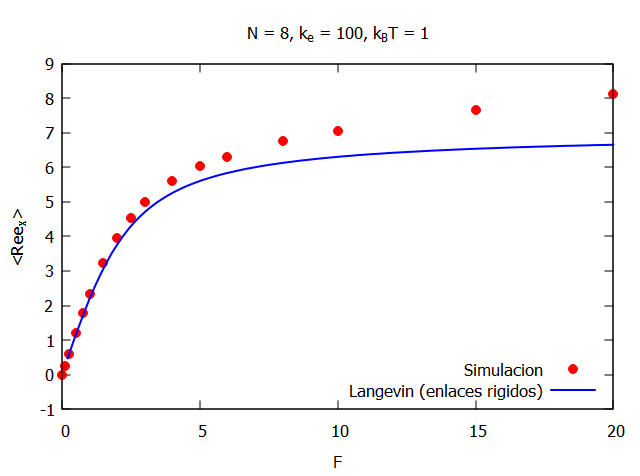 N = 8, kₑ = 100, k_BT = 1
9
8
7
6
5
4
3
2
1
0
-1
<Reeₓ>
Simulacion
Langevin (enlaces rigidos)
0 5 10 15 20
F